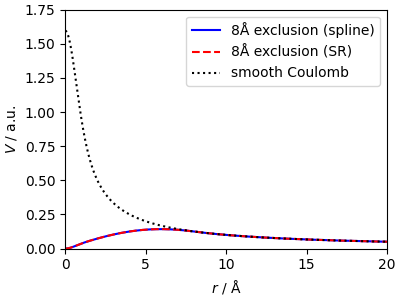 1.75
1.50
1.25
1.00
0.75
0.50
0.25
0.00
V / a.u.
8Å exclusion (spline)
8Å exclusion (SR)
smooth Coulomb
0 5 10 15 20
r / Å